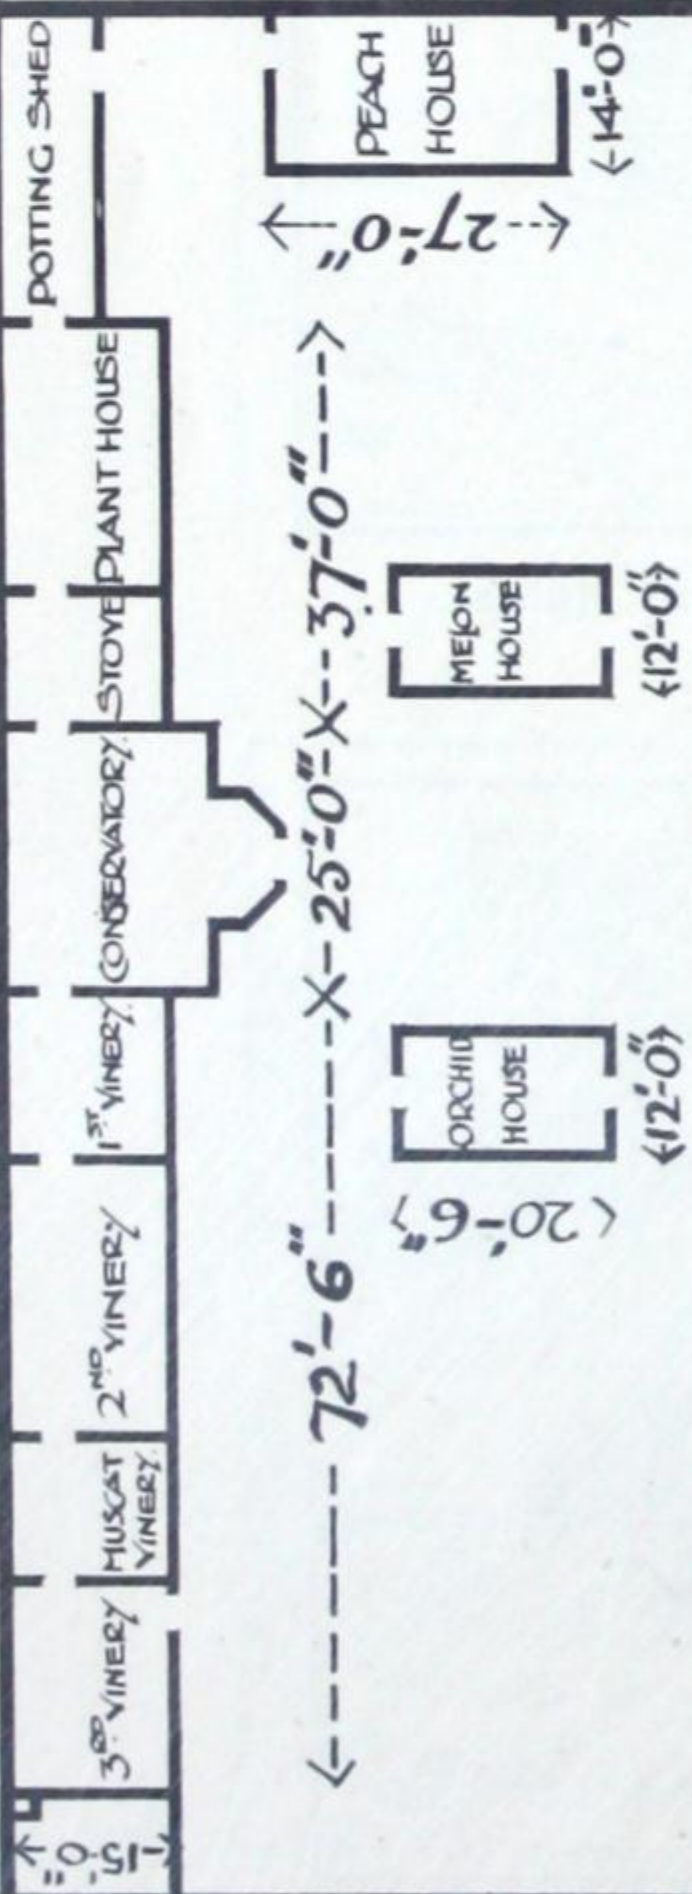 3RD VINERY
MUSCAT
VINERY.
2ND VINERY
1ST VINERY.
CONSERVATORY.
STOVE
PLANT HOUSE
POTTING SHED
15'-
0"
72'-6"
25'-0"
37'-0"
27'-0"
PEACH
HOUSE
14'-0"
ORCHID
HOUSE
20'-6"
12'-0"
MELON
HOUSE
12'-0"